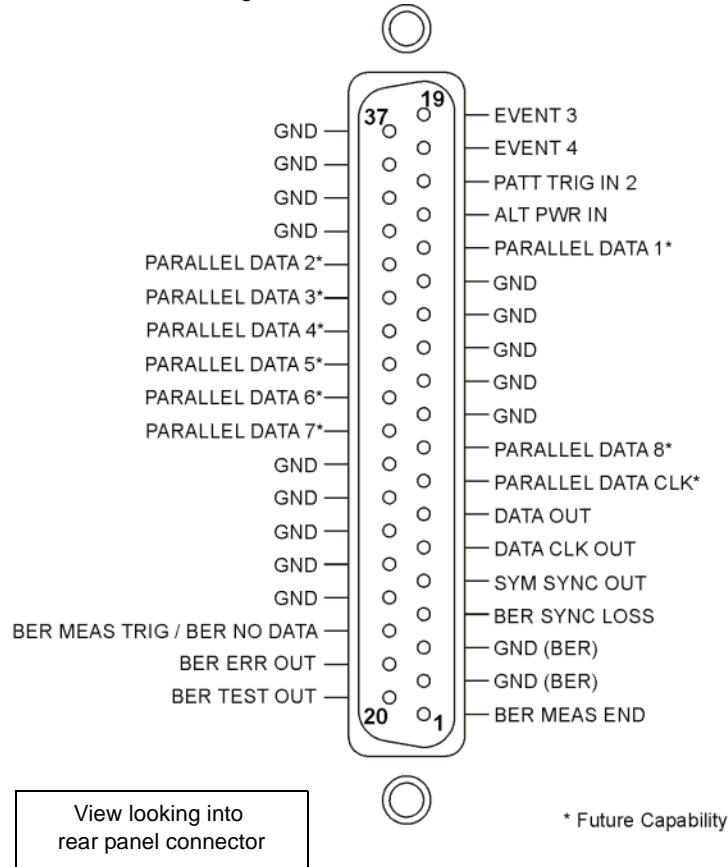 37
19
GND
GND
GND
GND
PARALLEL DATA 2*
PARALLEL DATA 3*
PARALLEL DATA 4*
PARALLEL DATA 5*
PARALLEL DATA 6*
PARALLEL DATA 7*
GND
GND
GND
GND
GND
BER MEAS TRIG / BER NO DATA
BER ERR OUT
BER TEST OUT
EVENT 3
EVENT 4
PATT TRIG IN 2
ALT PWR IN
PARALLEL DATA 1*
GND
GND
GND
GND
GND
PARALLEL DATA 8*
PARALLEL DATA CLK*
DATA OUT
DATA CLK OUT
SYM SYNC OUT
BER SYNC LOSS
GND (BER)
GND (BER)
BER MEAS END
20
1
View looking into
rear panel connector
* Future Capability